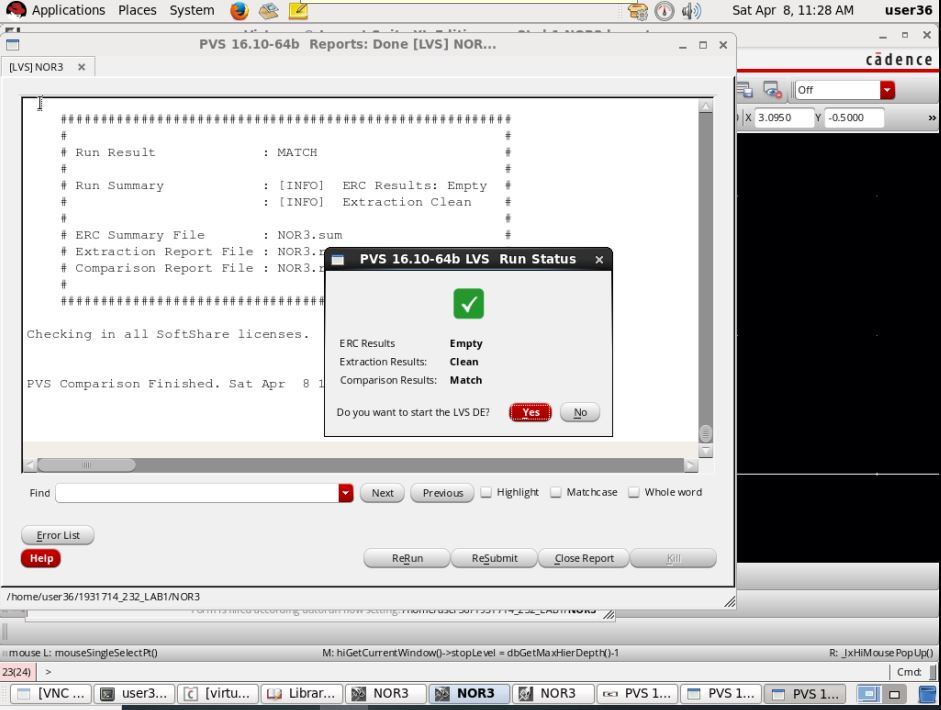 Applications Places System Sat Apr 8, 11:28 AM user36
PVS 16.10-64b Reports: Done [LVS] NOR...
cādence
[LVS] NOR3
Off
X 3.0950 Y -0.5000 »
########################################################
# #
# Run Result : MATCH #
# #
# Run Summary : [INFO] ERC Results: Empty #
# : [INFO] Extraction Clean #
# #
# ERC Summary File : NOR3.sum #
# Extraction Report File : NOR3.r
# Comparison Report File : NOR3.r
#
#################################
Checking in all SoftShare licenses.
PVS Comparison Finished. Sat Apr 8 1
PVS 16.10-64b LVS Run Status
ERC Results Empty
Extraction Results: Clean
Comparison Results: Match
Do you want to start the LVS DE? Yes No
Find Next Previous Highlight Matchcase Whole word
Error List
Help ReRun ReSubmit Close Report Kill
/home/user36/1931714_232_LAB1/NOR3
mouse L: mouseSingleSelectPt() M: hiGetCurrentWindow()->stopLevel = dbGetMaxHierDepth()-1 R: _lxHiMousePopUp()
23(24) > Cmd:
[VNC ... user3... [virtu... Librar... NOR3 NOR3 NOR3 PVS 1... PVS 1... PVS 1...